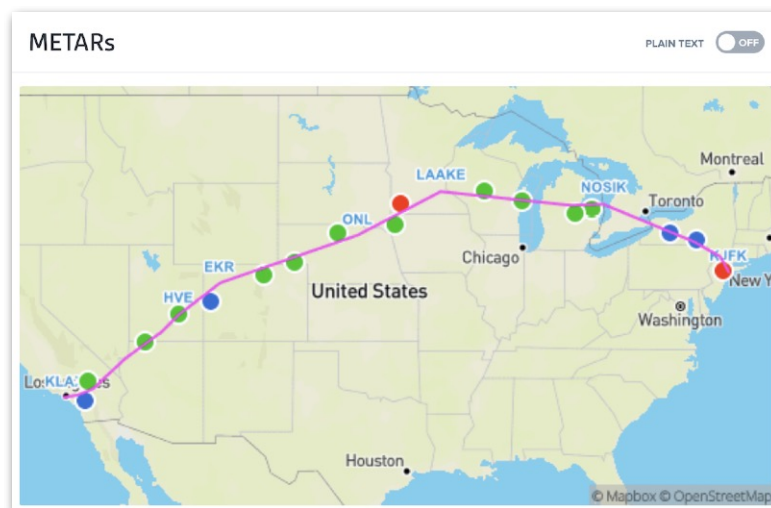 METARs
PLAIN TEXT
OFF
Montreal
LAAKE
NOSIK
Toronto
ONL
Chicago
KJFK
EKR
New Y
United States
HVE
Washington
Houston
© Mapbox © OpenStreetMap